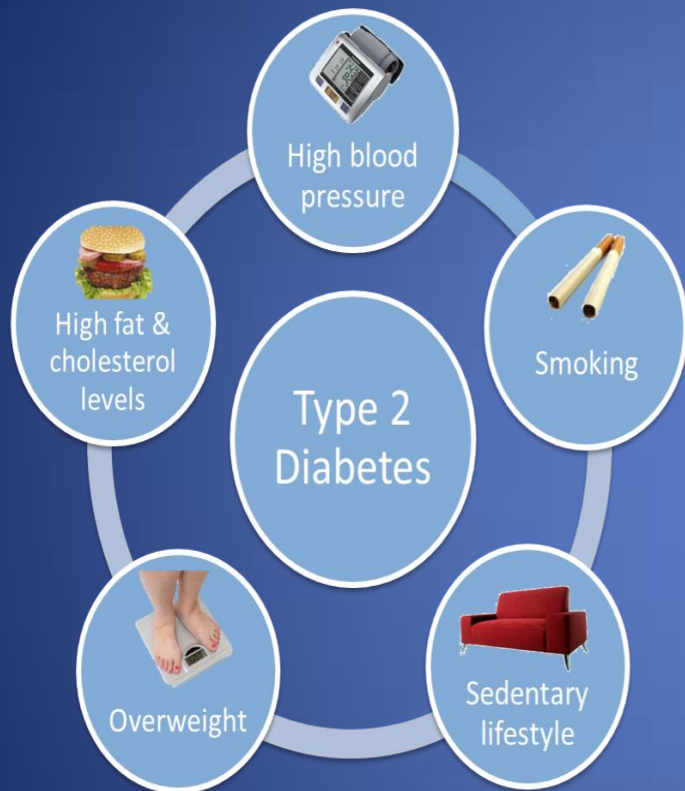 High blood
pressure
High fat &
cholesterol
levels
Smoking
Type 2
Diabetes
Overweight
Sedentary
lifestyle